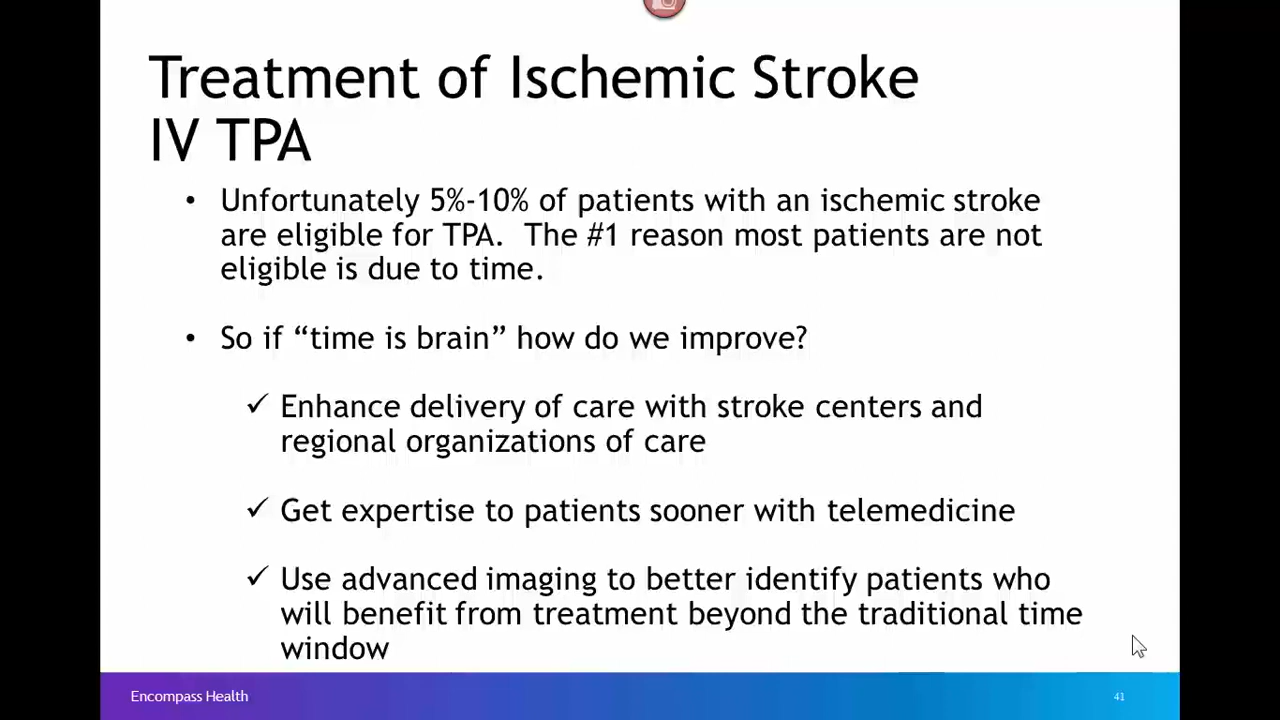 Treatment of Ischemic Stroke
IV TPA
• Unfortunately 5%-10% of patients with an ischemic stroke
are eligible for TPA.  The #1 reason most patients are not
eligible is due to time.
• So if “time is brain” how do we improve?
✓ Enhance delivery of care with stroke centers and
regional organizations of care
✓ Get expertise to patients sooner with telemedicine
✓ Use advanced imaging to better identify patients who
will benefit from treatment beyond the traditional time
window
Encompass Health
41